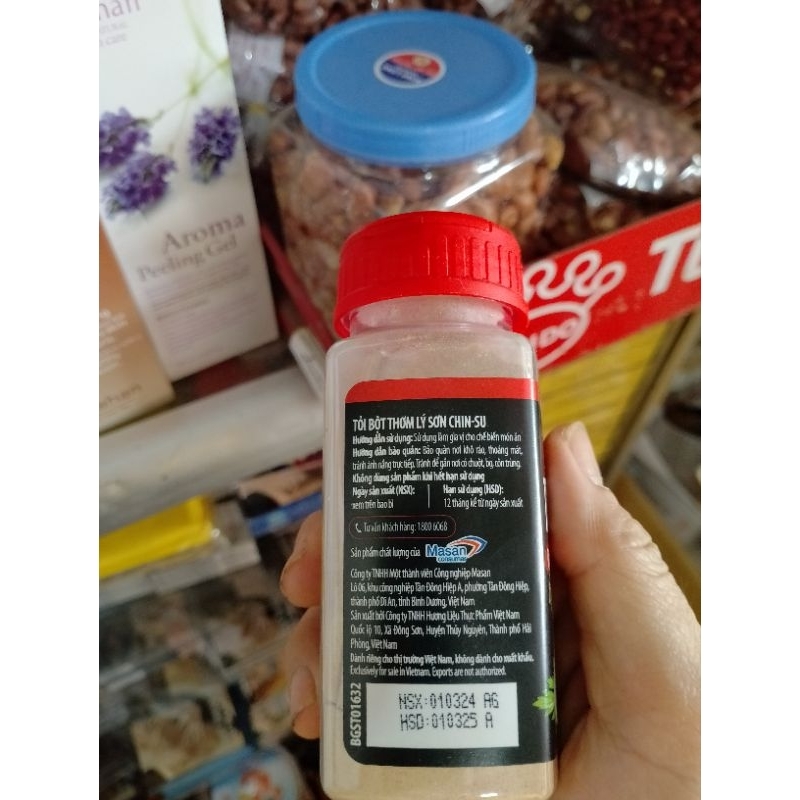 Aroma
Peeling Gel
TỎI BỘT THƠM LÝ SƠN CHIN-SU
Hướng dẫn sử dụng: Sử dụng làm gia vị cho chế biến món ăn
Hướng dẫn bảo quản: Bảo quản nơi khô ráo, thoáng mát,
tránh ánh nắng trực tiếp. Tránh để gần nơi có chuột, bọ, côn trùng.
Không dùng sản phẩm khi hết hạn sử dụng
Ngày sản xuất (NSX):
xem trên bao bì
Hạn sử dụng (HSD):
12 tháng kể từ ngày sản xuất
Tư vấn khách hàng: 1800 6068
Sản phẩm chất lượng của Masan
CONSUMER
Công ty TNHH Một thành viên Công nghiệp Masan
Lô 06, khu công nghiệp Tân Đông Hiệp A, phường Tân Đông Hiệp,
thành phố Dĩ An, tỉnh Bình Dương, Việt Nam
Sản xuất bởi Công ty TNHH Hương Liệu Thực Phẩm Việt Nam
Quốc lộ 10, Xã Đông Sơn, Huyện Thủy Nguyên, Thành phố Hải
Phòng, Việt Nam
Dành riêng cho thị trường Việt Nam, không dành cho xuất khẩu.
Exclusively for sale in Vietnam. Exports are not authorized.
BGST01632
NSX:010324 A6
HSD:010325 A